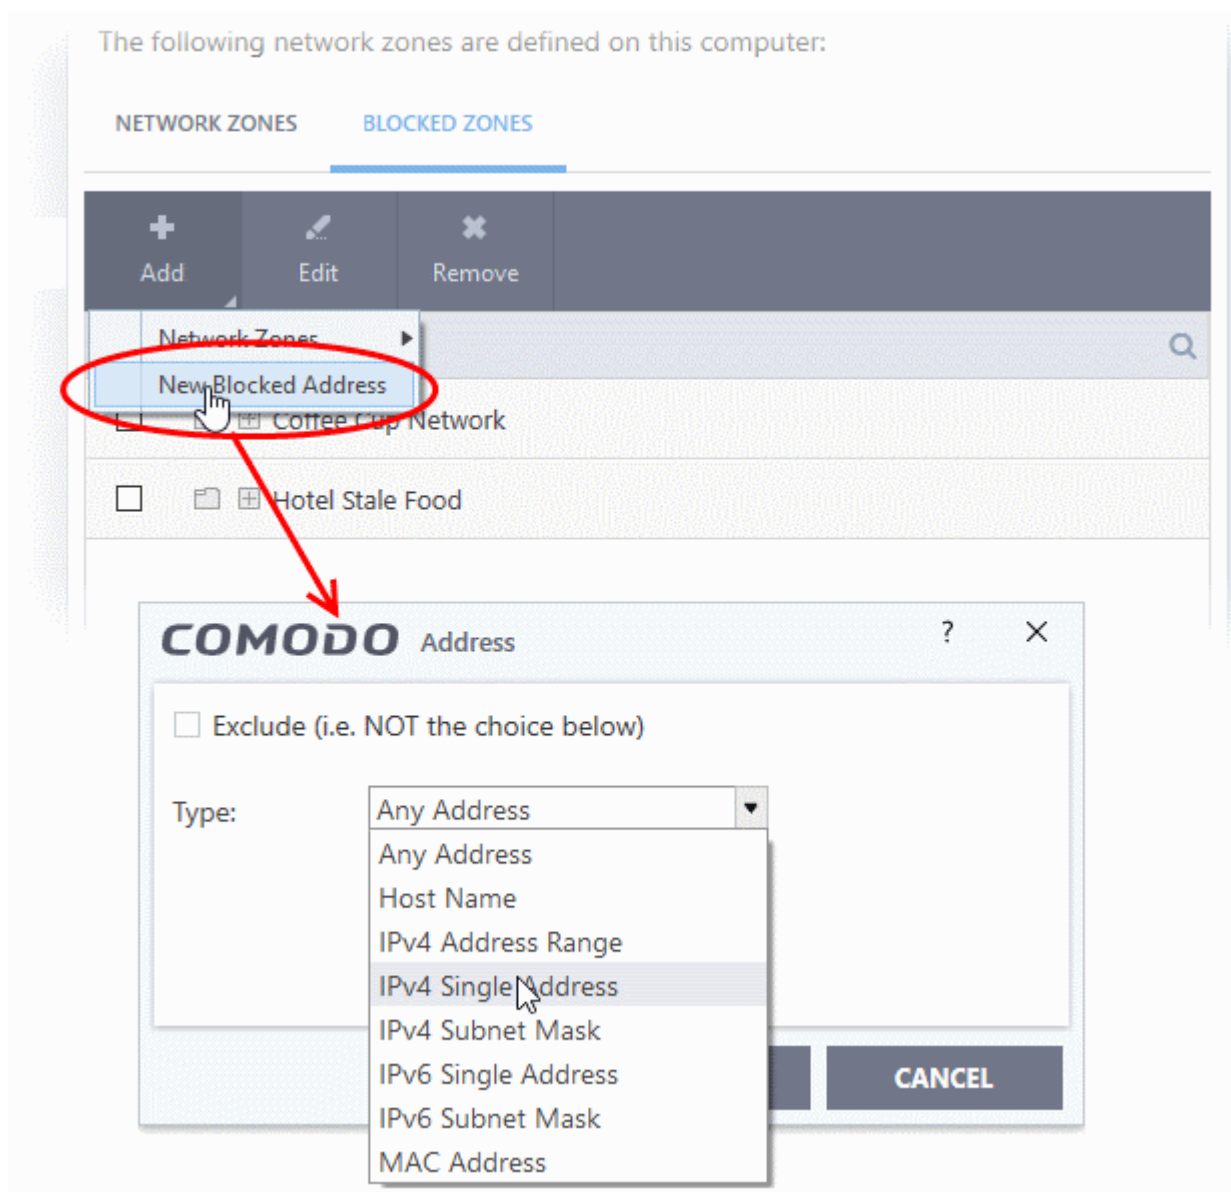 The following network zones are defined on this computer:
NETWORK ZONES BLOCKED ZONES
Add Edit Remove
Network Zones
New Blocked Address
Coffee Cup Network
Hotel Stale Food
COMODO Address ?
Exclude (i.e. NOT the choice below)
Type: Any Address
Any Address
Host Name
IPv4 Address Range
IPv4 Single Address
IPv4 Subnet Mask
IPv6 Single Address
CANCEL
IPv6 Subnet Mask
MAC Address